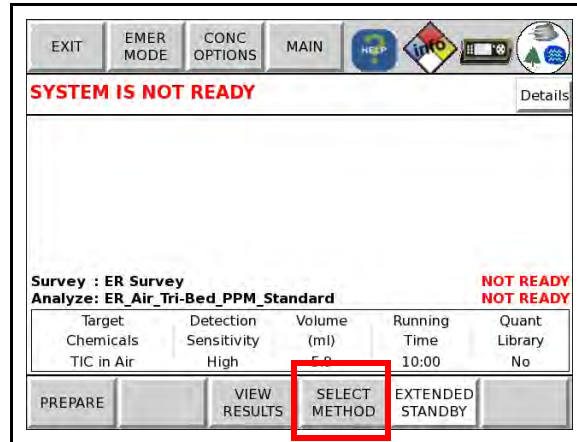 EXIT
EMER
MODE
CONC
OPTIONS
MAIN
HELP
info
SYSTEM IS NOT READY
Details
Survey : ER Survey
NOT READY
Analyze: ER_Air_Tri-Bed_PPM_Standard
NOT READY
Target Detection Volume Running Quant
Chemicals Sensitivity (ml) Time Library
TIC in Air High 10:00 No
PREPARE
VIEW
RESULTS
SELECT
METHOD
EXTENDED
STANDBY